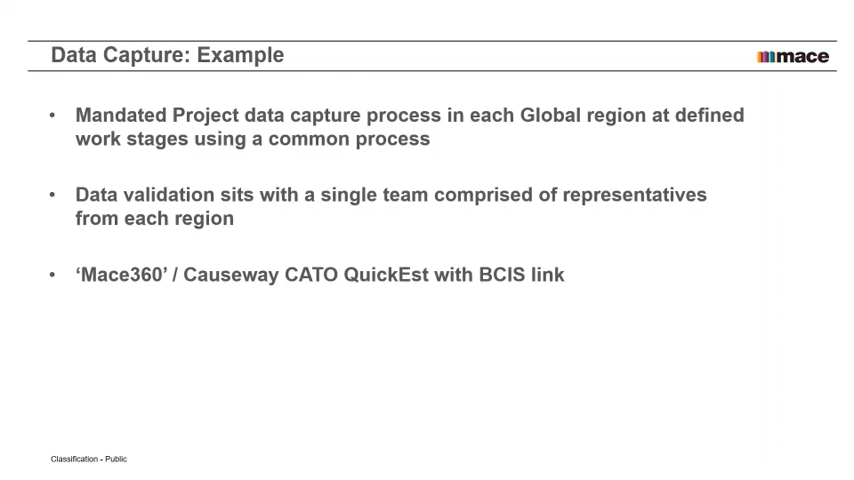 Data Capture: Example
mace
• Mandated Project data capture process in each Global region at defined
work stages using a common process
• Data validation sits with a single team comprised of representatives
from each region
• ‘Mace360’ / Causeway CATO QuickEst with BCIS link
Classification - Public